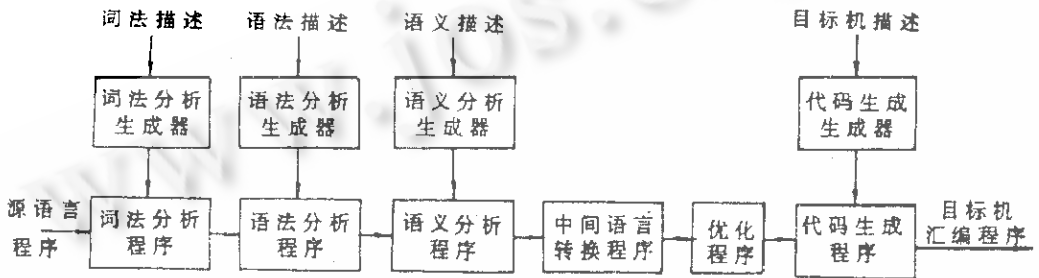 词法描述
语法描述
语义描述
目标机描述
词法分析
生成器
语法分析
生成器
语义分析
生成器
代码生成
生成器
源语言
程序
词法分析
程序
语法分析
程序
语义分析
程序
中间语言
转换程序
优化
程序
代码生成
程序
目标机
汇编程序
www.jos.